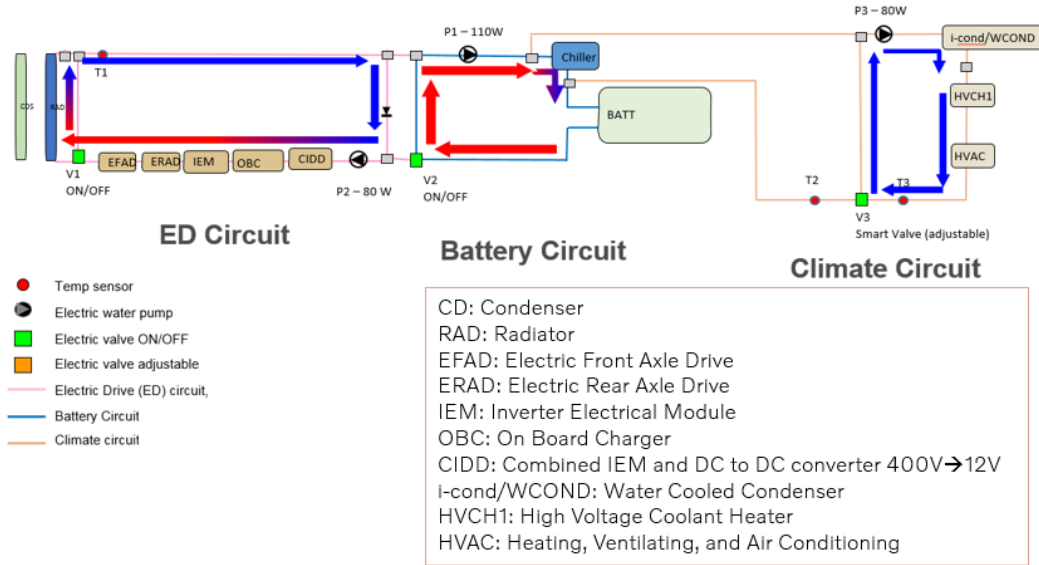 P1 – 110W
P3 – 80W
i-cond/WCOND
T1
Chiller
CDS
RAD
HVCH1
BATT
EFAD
ERAD
IEM
OBC
CIDD
HVAC
V1
ON/OFF
P2 – 80 W
V2
ON/OFF
T2
T3
V3
Smart Valve (adjustable)
ED Circuit
Battery Circuit
Climate Circuit
Temp sensor
Electric water pump
Electric valve ON/OFF
Electric valve adjustable
Electric Drive (ED) circuit,
Battery Circuit
Climate circuit
CD: Condenser
RAD: Radiator
EFAD: Electric Front Axle Drive
ERAD: Electric Rear Axle Drive
IEM: Inverter Electrical Module
OBC: On Board Charger
CIDD: Combined IEM and DC to DC converter 400V→12V
i-cond/WCOND: Water Cooled Condenser
HVCH1: High Voltage Coolant Heater
HVAC: Heating, Ventilating, and Air Conditioning